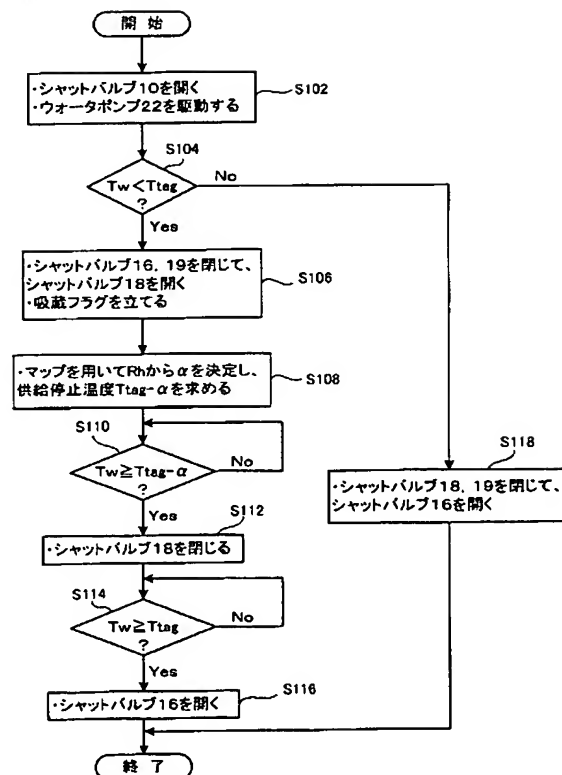 開 始
・シャットバルブ10を開く
・ウォータポンプ22を駆動する
S102
S104
Tw<Ttag
?
No
Yes
・シャットバルブ16, 19を閉じて、
シャットバルブ18を開く
・吸蔵フラグを立てる
S106
・マップを用いてRhからαを決定し、
供給停止温度Ttag-αを求める
S108
S110
Tw≧Ttag-α
?
No
Yes
S112
・シャットバルブ18を閉じる
S114
Tw≧Ttag
?
No
Yes
S116
・シャットバルブ16を開く
S118
・シャットバルブ18, 19を閉じて、
シャットバルブ16を開く
終 了